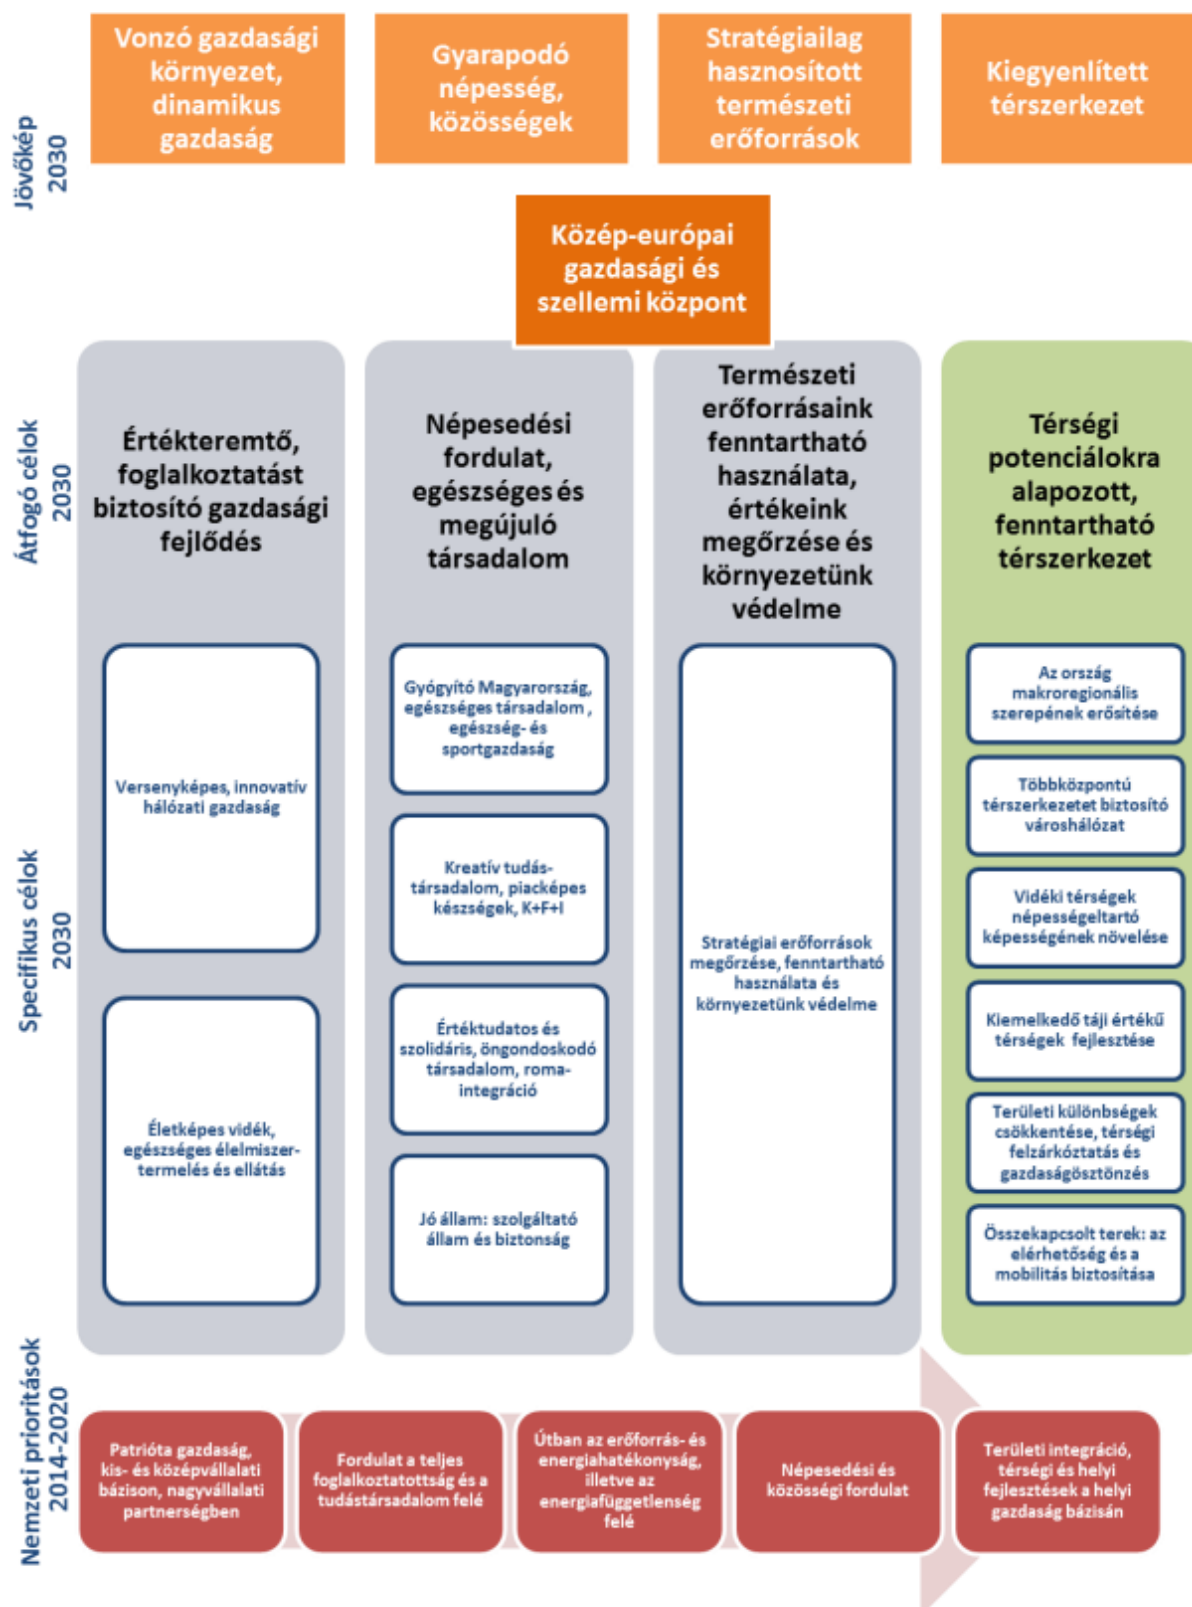 Jövőkép
2030
Vonzó gazdasági
környezet,
dinamikus
gazdaság
Gyarapodó
népesség,
közösségek
Stratégiailag
hasznosított
természeti
erőforrások
Kiegyenlített
térszerkezet
Közép-európai
gazdasági és
szellemi központ
Átfogó célok
2030
Értékteremtő,
foglalkoztatást
biztosító gazdasági
fejlődés
Népesedési
fordulat,
egészséges és
megújuló
társadalom
Természeti
erőforrásaink
fenntartható
használata,
értékeink
megőrzése és
környezetünk
védelme
Térségi
potenciálokra
alapozott,
fenntartható
térszerkezet
Specifikus célok
2030
Versenyképes, innovatív
hálózati gazdaság
Életképes vidék,
egészséges élelmiszer-
termelés és ellátás
Gyógyító Magyarország,
egészséges társadalom ,
egészség- és
sportgazdaság
Kreatív tudás-
társadalom, piacképes
készségek, K+F+I
Értéktudatos és
szolidáris, öngondoskodó
társadalom, roma-
integráció
Jó állam: szolgáltató
állam és biztonság
Stratégiai erőforrások
megőrzése, fenntartható
használata és
környezetünk védelme
Az ország
makroregionális
szerepének erősítése
Többközpontú
térszerkezetet biztosító
városhálózat
Vidéki térségek
népességeltartó
képességének növelése
Kiemelkedő táji értékű
térségek fejlesztése
Területi különbségek
csökkentése, térségi
felzárkóztatás és
gazdaságösztönzés
Összekapcsolt terek: az
elérhetőség és a
mobilitás biztosítása
Nemzeti prioritások
2014-2020
Patrióta gazdaság,
kis- és középvállalati
bázison, nagyvállalati
partnerségben
Fordulat a teljes
foglalkoztatottság és a
tudástársadalom felé
Útban az erőforrás- és
energiahatékonyság,
illetve az
energiafüggetlenség
felé
Népesedési és
közösségi fordulat
Területi integráció,
térségi és helyi
fejlesztések a helyi
gazdaság bázisán